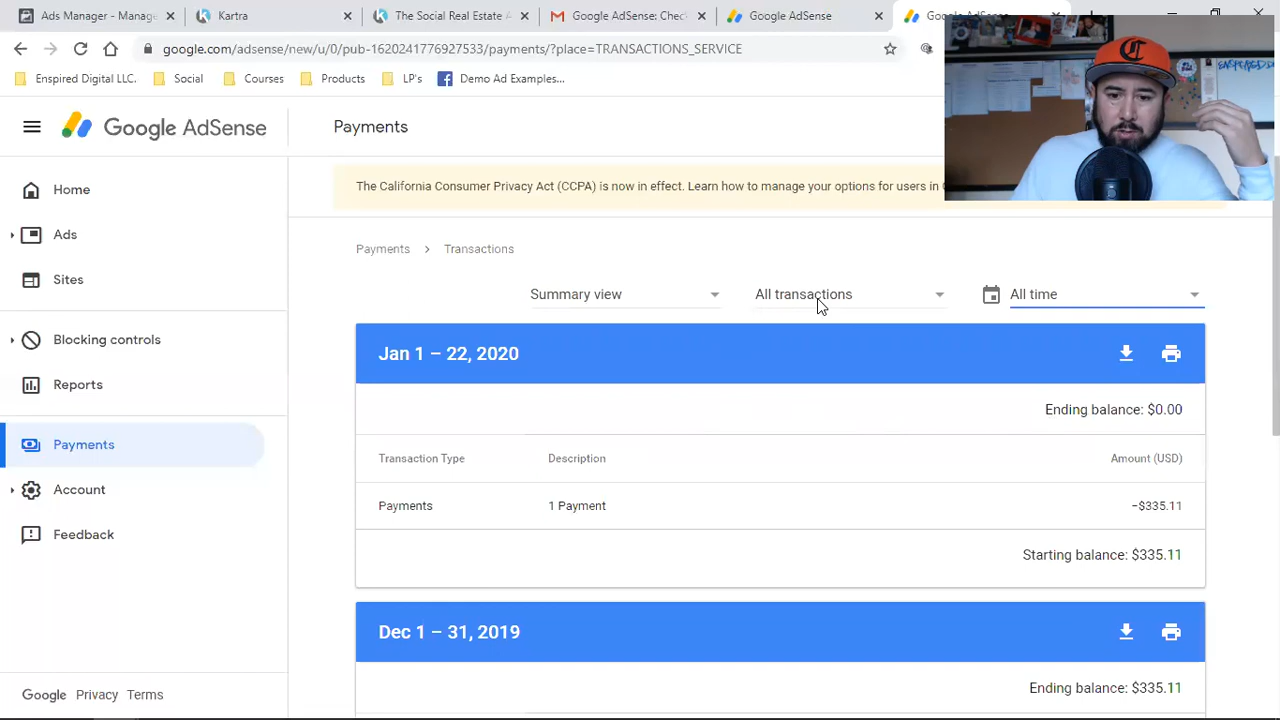 Ads Manager - Manage
Kartra
The Social Real Estate A
Google AdSense: Chec
Google AdSense
google.com/adsense/new/u/0/pub-1620241776927533/payments/?place=TRANSACTIONS_SERVICE
Enspired Digital LLC.
Social
Courses
Products
LP's
Demo Ad Examples...
Google AdSense
Payments
The California Consumer Privacy Act (CCPA) is now in effect. Learn how to manage your options for users in
Home
Ads
Sites
Blocking controls
Reports
Payments
Account
Feedback
Google Privacy Terms
Payments > Transactions
Summary view
All transactions
All time
Jan 1 – 22, 2020
Ending balance: $0.00
Transaction Type Description Amount (USD)
Payments 1 Payment −$335.11
Starting balance: $335.11
Dec 1 – 31, 2019
Ending balance: $335.11